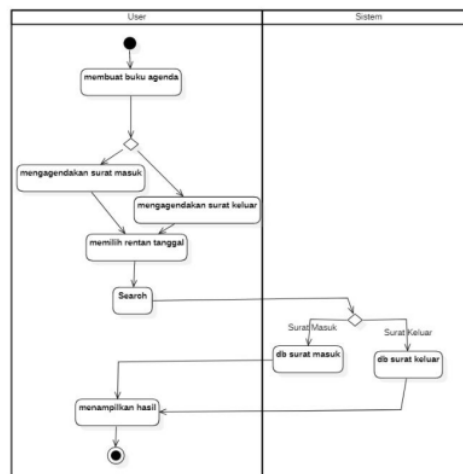 User
Sistem
membuat buku agenda
mengagendakan surat masuk
mengagendakan surat keluar
memilih rentan tanggal
Search
Surat Masuk
Surat Keluar
db surat masuk
db surat keluar
menampilkan hasil